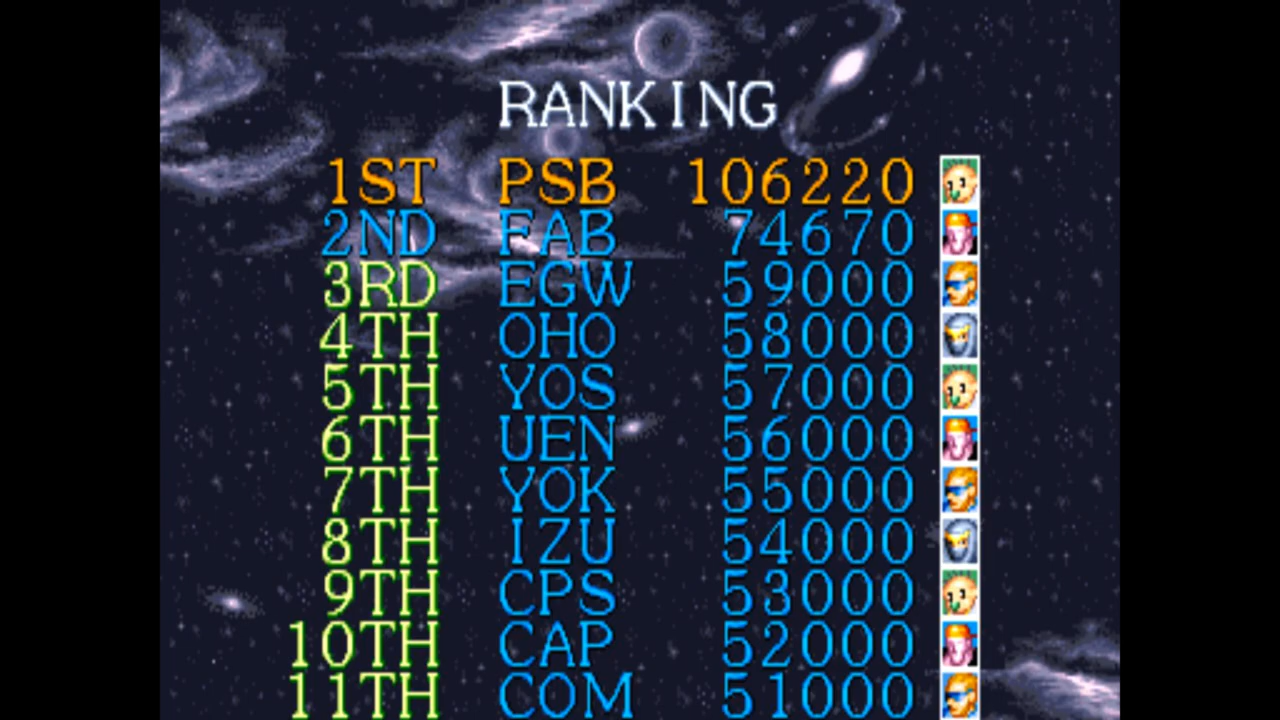 RANKING
1ST PSB 106220
2ND FAB 74670
3RD EGW 59000
4TH OHO 58000
5TH YOS 57000
6TH UEN 56000
7TH YOK 55000
8TH IZU 54000
9TH CPS 53000
10TH CAP 52000
11TH COM 51000